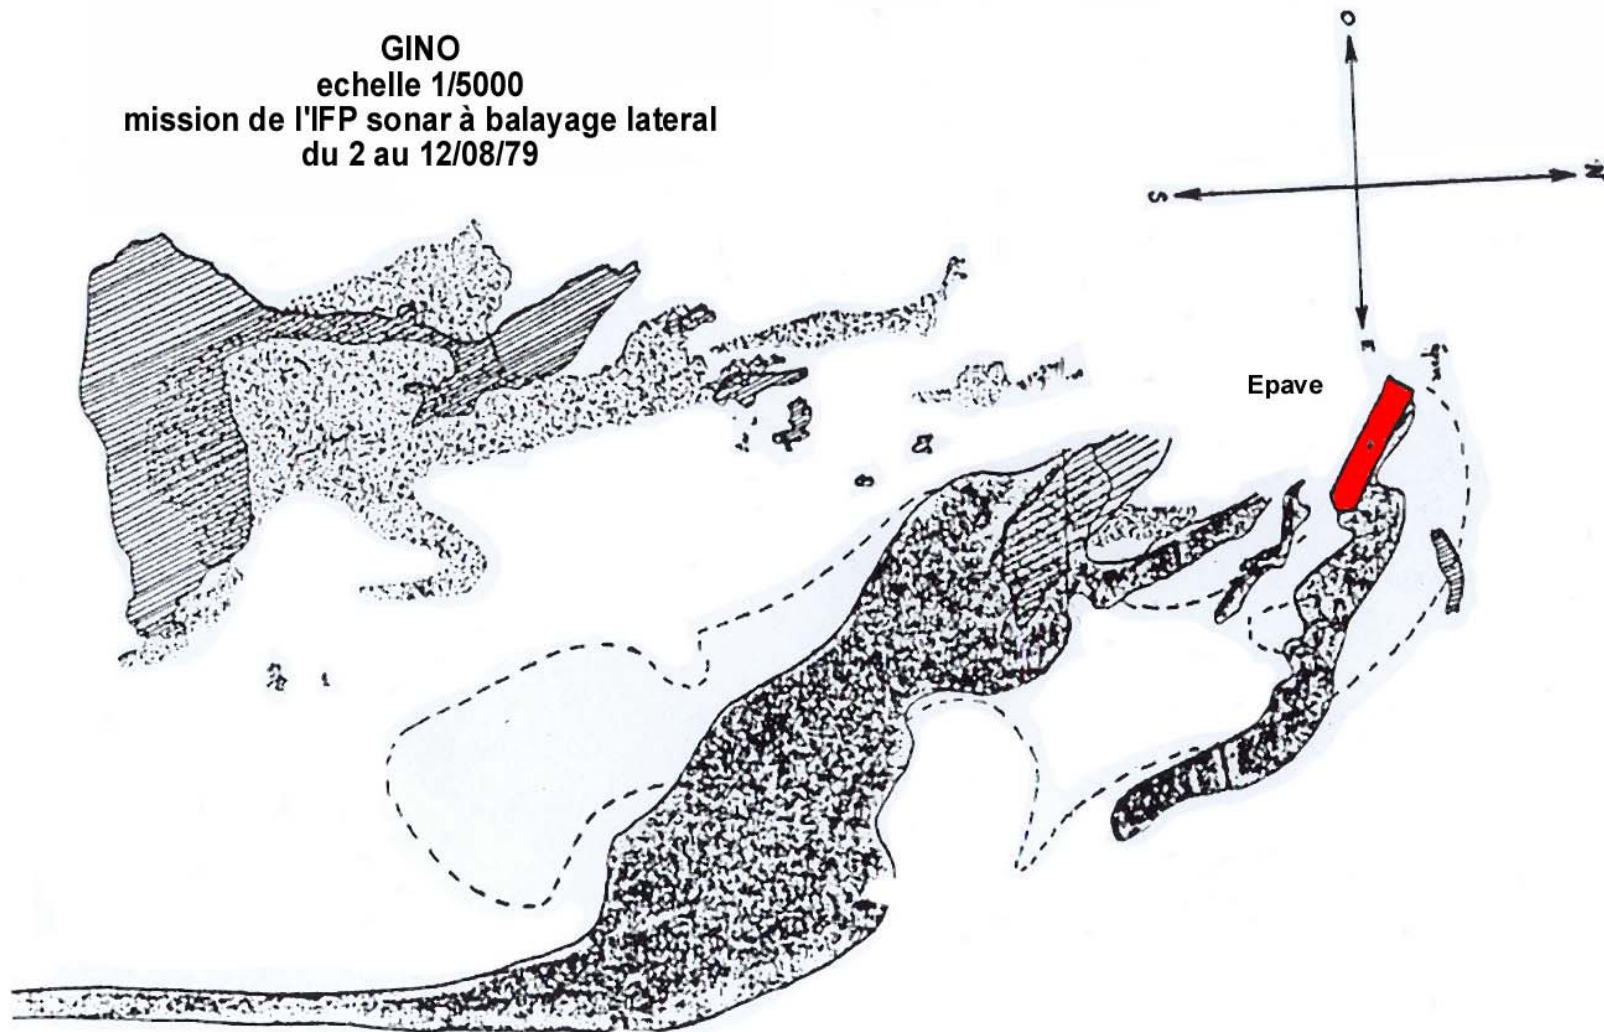 GINO
echelle 1/5000
mission de l'IFP sonar à balayage lateral
du 2 au 12/08/79
O
N
S
E
Epave